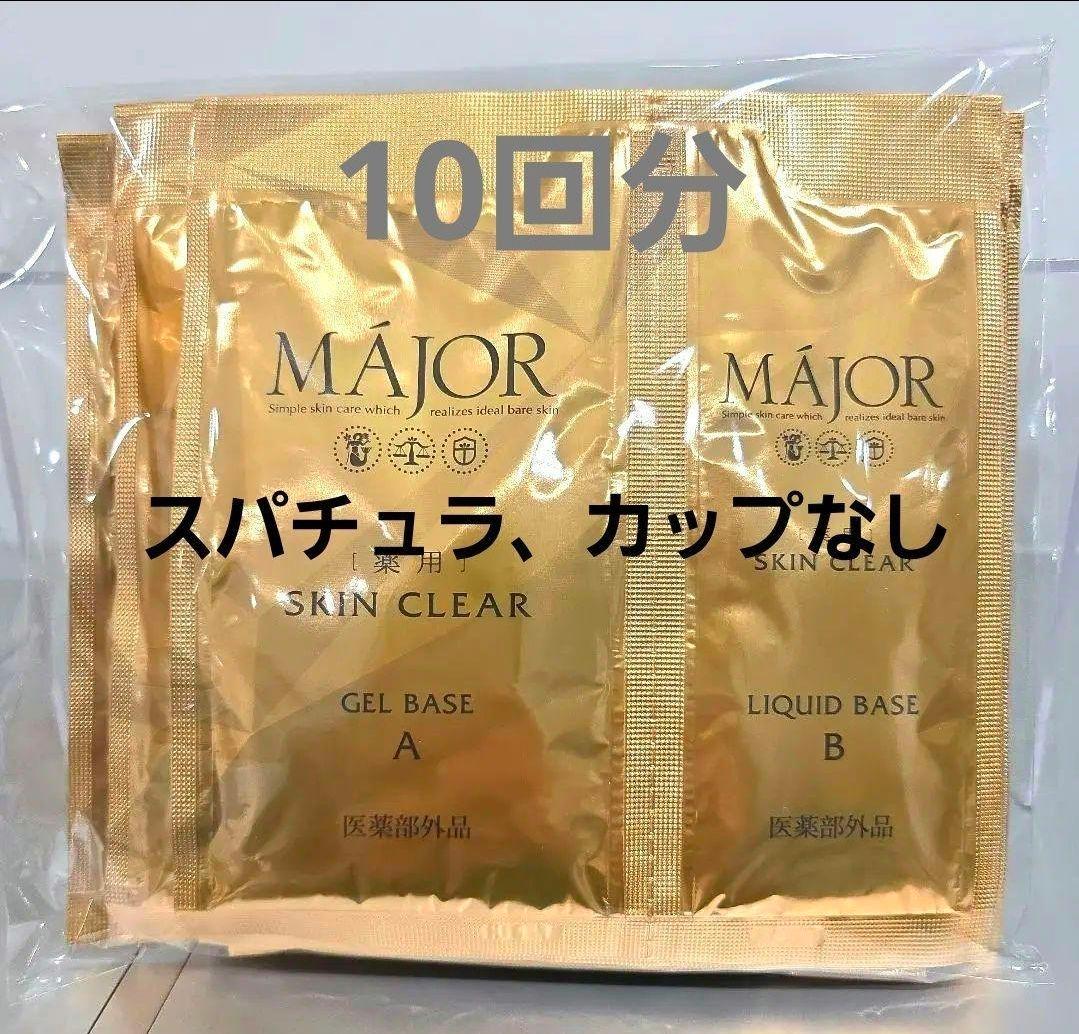 10回分
MÁJOR
Simple skin care which realizes ideal bare skin
スパチュラ、カップなし
[薬用]
SKIN CLEAR
GEL BASE
A
医薬部外品
MÁJOR
Simple skin care which realizes ideal bare skin
SKIN CLEAR
LIQUID BASE
B
医薬部外品